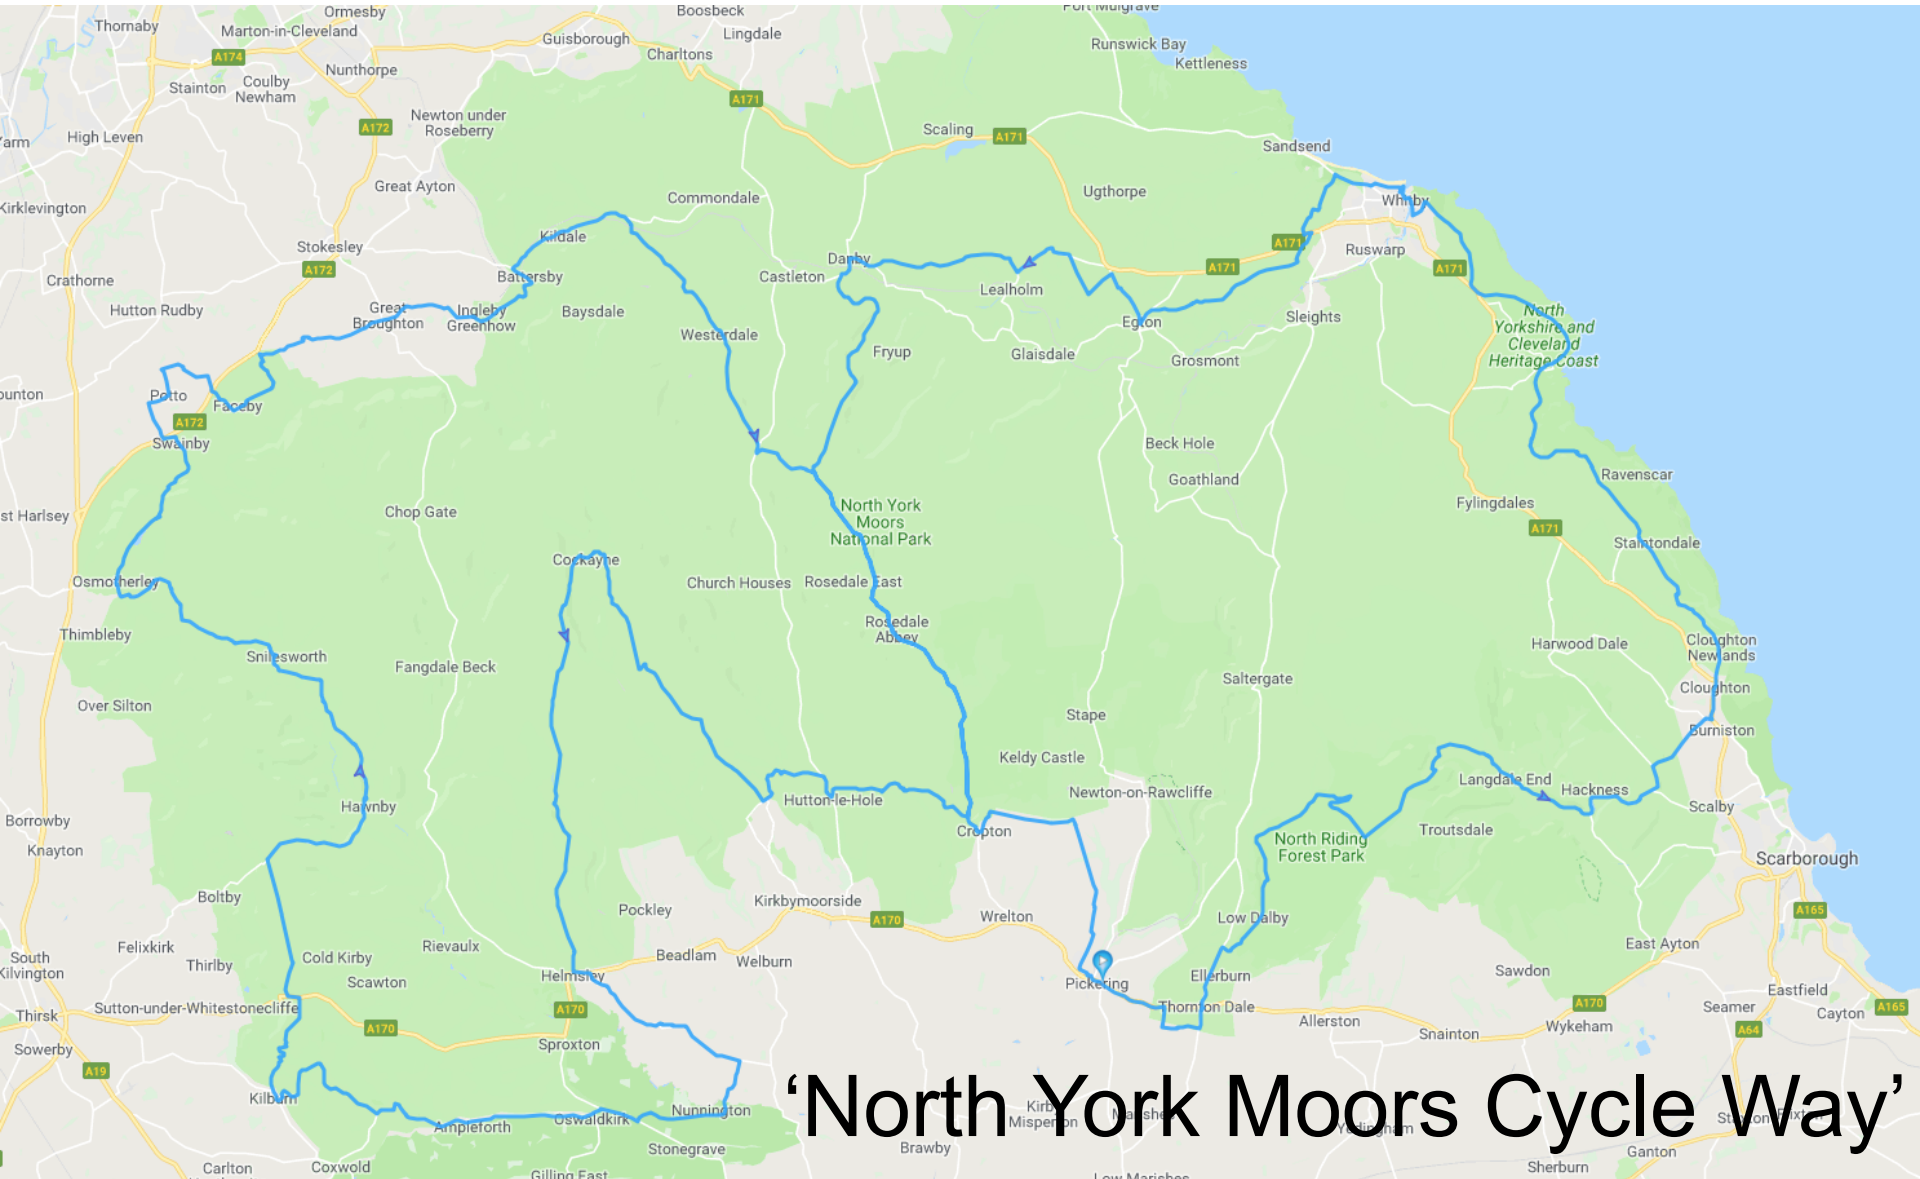 Ormesby
Boosbeck
Port Mulgrave
Thornaby
Marton-in-Cleveland
Lingdale
Guisborough
Runswick Bay
A174
Charltons
Kettleness
Nunthorpe
Stainton
Coulby
Newham
A171
Newton under
Roseberry
A172
Scaling
A171
High Leven
Sandsend
Great Ayton
Commondale
Ugthorpe
Whitby
Kirklevington
Kildale
Stokesley
A171
Ruswarp
A172
Danby
A171
A171
Crathorne
Battersby
Castleton
Lealholm
Hutton Rudby
Great
Broughton
Ingleby
Greenhow
Baysdale
Egton
Sleights
North
Yorkshire and
Cleveland
Heritage Coast
Westerdale
Fryup
Glaisdale
Grosmont
Potto
Faceby
A172
Swainby
Beck Hole
Goathland
Ravenscar
Chop Gate
North York
Moors
National Park
Fylingdales
A171
st Harlsey
Staintondale
Cockayne
Osmotherley
Church Houses
Rosedale East
Rosedale
Abbey
Thimbleby
Harwood Dale
Cloughton
Newlands
Snilesworth
Fangdale Beck
Saltergate
Cloughton
Over Silton
Stape
Burniston
Keldy Castle
Langdale End
Hackness
Newton-on-Rawcliffe
Hutton-le-Hole
Hawnby
Scalby
Borrowby
Cropton
Troutsdale
North Riding
Forest Park
Knayton
Scarborough
Boltby
Kirkbymoorside
Pockley
A170
Wrelton
Low Dalby
A165
Felixkirk
Rievaulx
East Ayton
South
Kilvington
Cold Kirby
Beadlam
Welburn
Thirlby
Helmsley
Scawton
Pickering
Ellerburn
Sawdon
Eastfield
Sutton-under-Whitestonecliffe
A170
Thornton Dale
A170
Seamer
Cayton
A165
Thirsk
A170
Allerston
Snainton
Wykeham
A64
Sowerby
Sproxton
A19
Kilburn
Nunnington
‘North York Moors Cycle Way’
Ampleforth
Oswaldkirk
Stonegrave
Brawby
Ganton
Carlton
Coxwold
Gilling East
Low Marishes
Sherburn